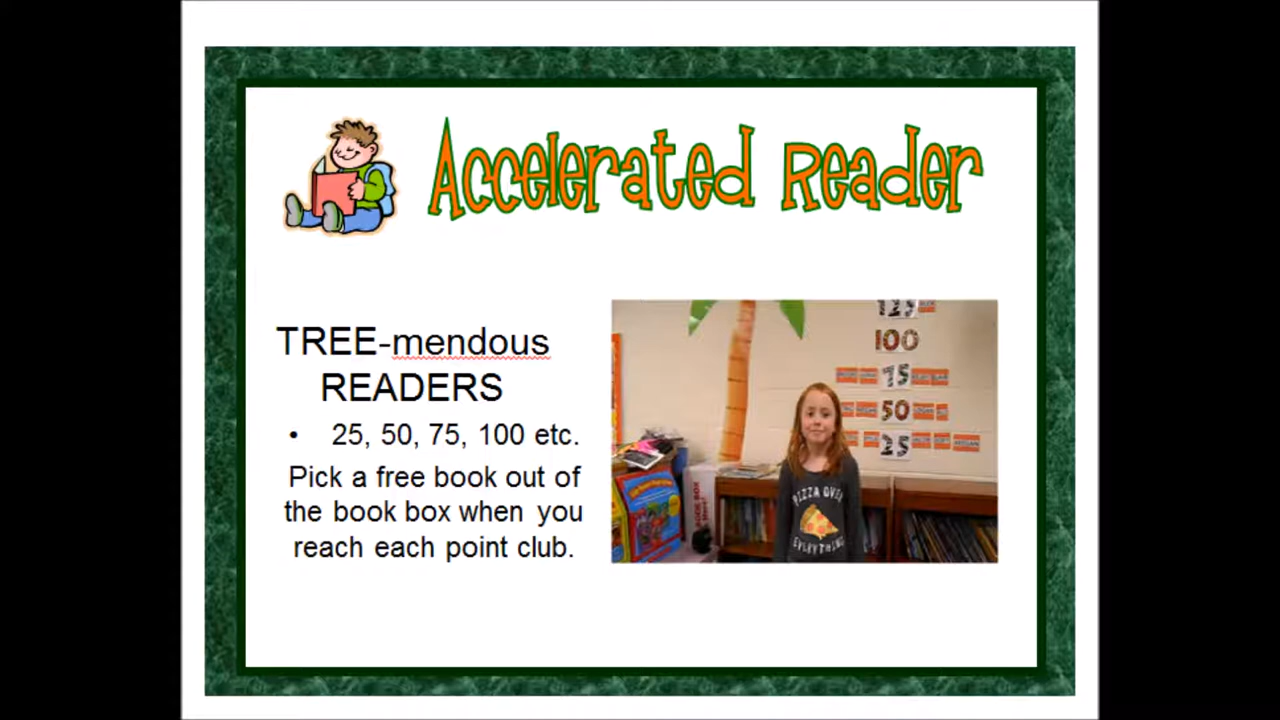 Accelerated Reader
TREE-mendous
READERS
• 25, 50, 75, 100 etc.
Pick a free book out of
the book box when you
reach each point club.
125
100
75
50
25
PIZZA OVER
EVERYTHING